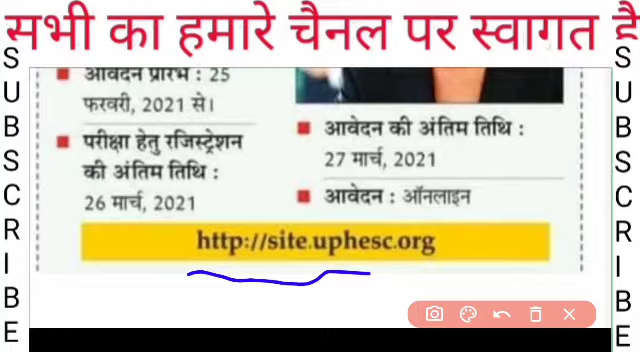 सभी का हमारे चैनल पर स्वागत है
SUBSCRIBE
आवेदन प्रारंभ : 25
फरवरी, 2021 से।
परीक्षा हेतु रजिस्ट्रेशन
की अंतिम तिथि :
26 मार्च, 2021
आवेदन की अंतिम तिथि :
27 मार्च, 2021
आवेदन : ऑनलाइन
http://site.uphesc.org
SUBSCRIBE